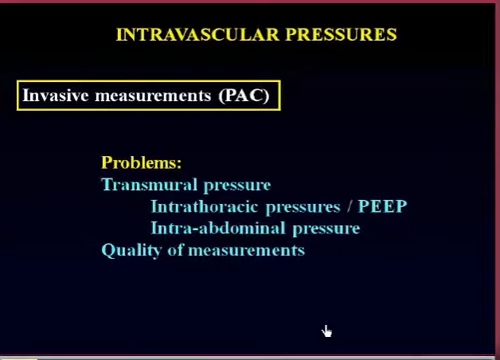 INTRAVASCULAR PRESSURES
Invasive measurements (PAC)
Problems:
Transmural pressure
Intrathoracic pressures / PEEP
Intra-abdominal pressure
Quality of measurements